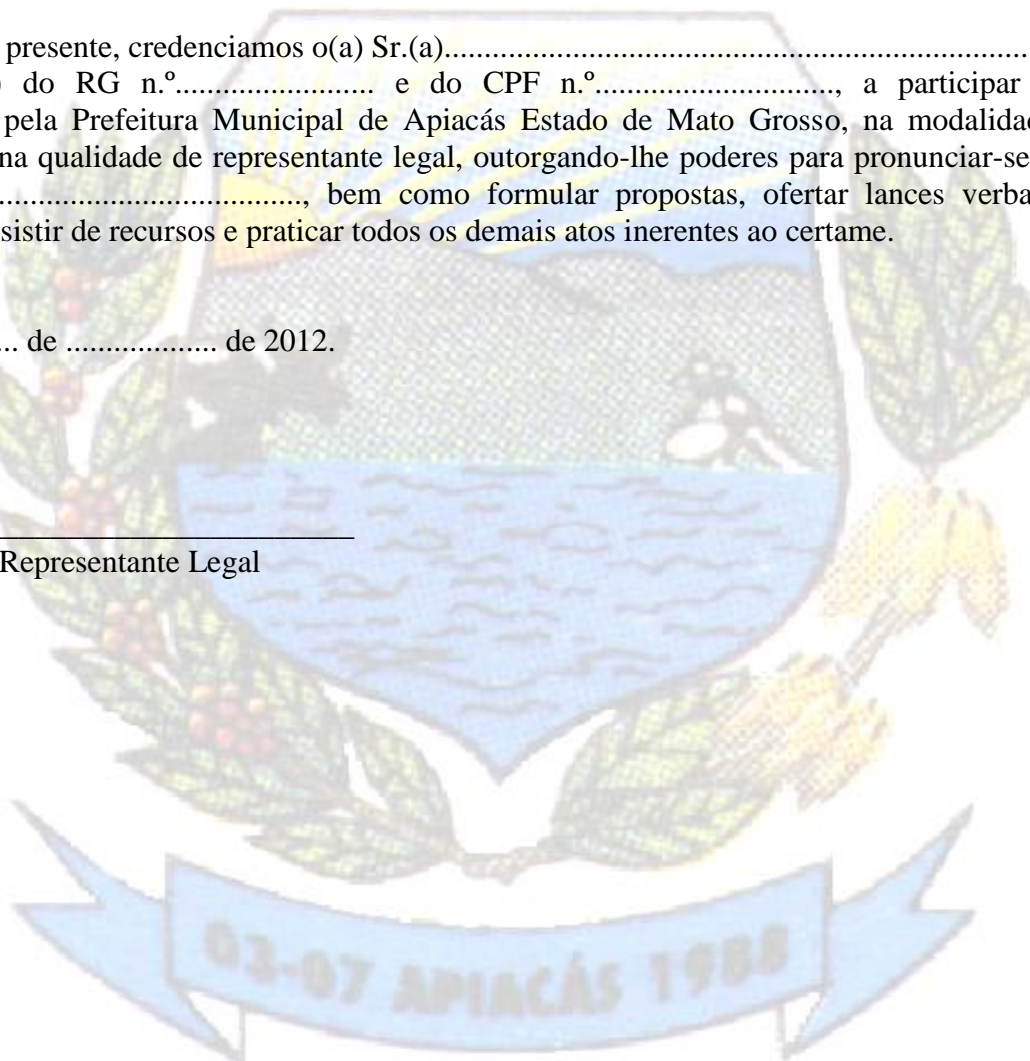 presente, credenciamos o(a) Sr.(a)........................................................................
do RG n.º........................ e do CPF n.º............................., a participar
pela Prefeitura Municipal de Apiacás Estado de Mato Grosso, na modalidad
na qualidade de representante legal, outorgando-lhe poderes para pronunciar-se
....................................., bem como formular propostas, ofertar lances verba
sistir de recursos e praticar todos os demais atos inerentes ao certame.
... de .................. de 2012.
_______________________
Representante Legal
03-07 APIACÁS 1988